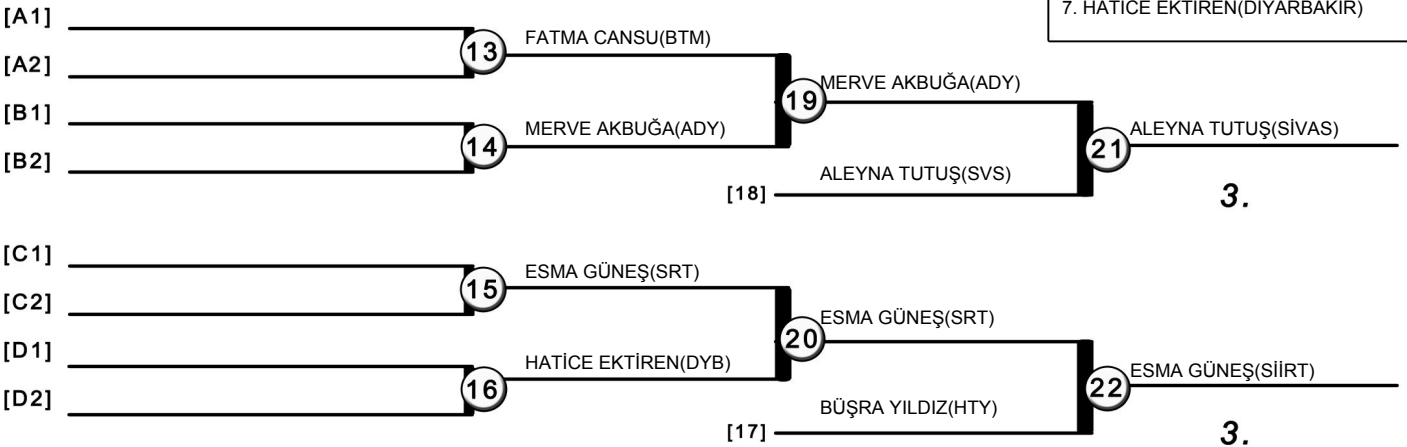 7. HATİCE EKTİREN(DİYARBAKIR)
[A1]
13
FATMA CANSU(BTM)
[A2]
19
MERVE AKBUĞA(ADY)
[B1]
14
MERVE AKBUĞA(ADY)
21
ALEYNA TUTUŞ(SİVAS)
[B2]
[18]
ALEYNA TUTUŞ(SVS)
3.
[C1]
15
ESMA GÜNEŞ(SRT)
[C2]
20
ESMA GÜNEŞ(SRT)
[D1]
16
HATİCE EKTİREN(DYB)
22
ESMA GÜNEŞ(SİİRT)
[D2]
[17]
BÜŞRA YILDIZ(HTY)
3.